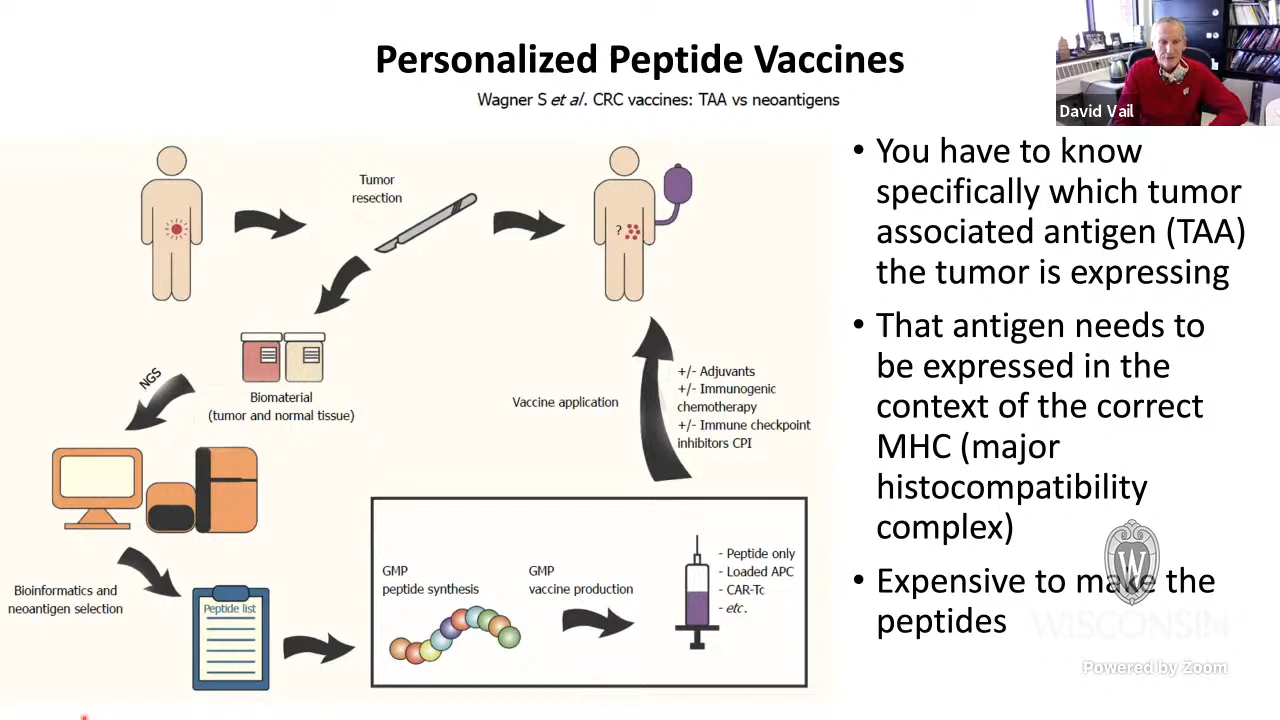 Personalized Peptide Vaccines
Wagner S et al. CRC vaccines: TAA vs neoantigens
David Vail
Tumor
resection
?
NGS
Biomaterial
(tumor and normal tissue)
Vaccine application
+/- Adjuvants
+/- Immunogenic
chemotherapy
+/- Immune checkpoint
inhibitors CPI
Bioinformatics and
neoantigen selection
Peptide list
GMP
peptide synthesis
GMP
vaccine production
- Peptide only
- Loaded APC
- CAR-Tc
- etc.
• You have to know
specifically which tumor
associated antigen (TAA)
the tumor is expressing
• That antigen needs to
be expressed in the
context of the correct
MHC (major
histocompatibility
complex)
• Expensive to make the
peptides
W
WISCONSIN
Powered by Zoom